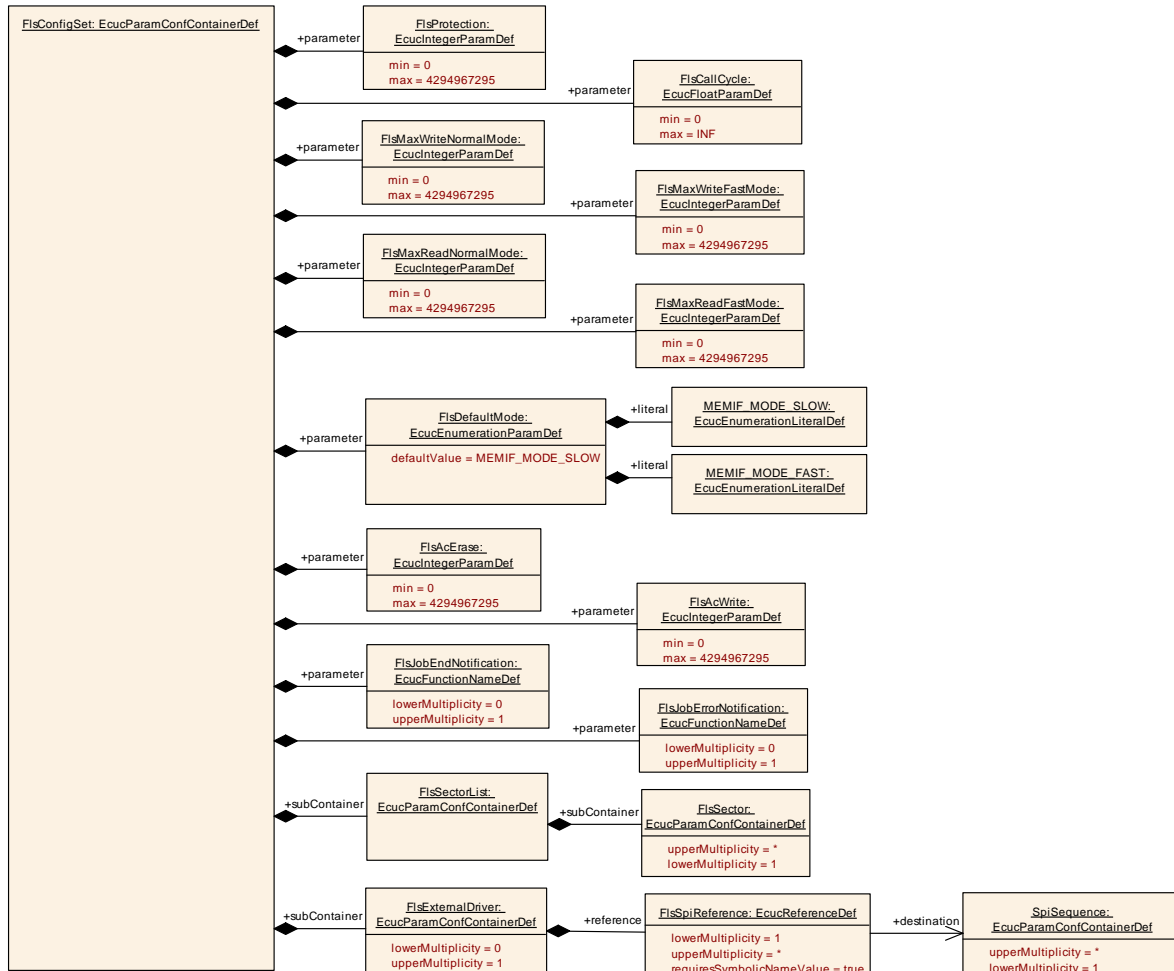 FlsConfigSet: EcucParamConfContainerDef
+parameter
FlsProtection:
EcucIntegerParamDef
min = 0
max = 4294967295
+parameter
FlsCallCycle:
EcucFloatParamDef
min = 0
max = INF
+parameter
FlsMaxWriteNormalMode:
EcucIntegerParamDef
min = 0
max = 4294967295
+parameter
FlsMaxWriteFastMode:
EcucIntegerParamDef
min = 0
max = 4294967295
+parameter
FlsMaxReadNormalMode:
EcucIntegerParamDef
min = 0
max = 4294967295
+parameter
FlsMaxReadFastMode:
EcucIntegerParamDef
min = 0
max = 4294967295
+parameter
FlsDefaultMode:
EcucEnumerationParamDef
defaultValue = MEMIF_MODE_SLOW
+literal
MEMIF_MODE_SLOW:
EcucEnumerationLiteralDef
+literal
MEMIF_MODE_FAST:
EcucEnumerationLiteralDef
+parameter
FlsAcErase:
EcucIntegerParamDef
min = 0
max = 4294967295
+parameter
FlsAcWrite:
EcucIntegerParamDef
min = 0
max = 4294967295
+parameter
FlsJobEndNotification:
EcucFunctionNameDef
lowerMultiplicity = 0
upperMultiplicity = 1
+parameter
FlsJobErrorNotification:
EcucFunctionNameDef
lowerMultiplicity = 0
upperMultiplicity = 1
+subContainer
FlsSectorList:
EcucParamConfContainerDef
+subContainer
FlsSector:
EcucParamConfContainerDef
upperMultiplicity = *
lowerMultiplicity = 1
+subContainer
FlsExternalDriver:
EcucParamConfContainerDef
lowerMultiplicity = 0
upperMultiplicity = 1
+reference
FlsSpiReference: EcucReferenceDef
lowerMultiplicity = 1
upperMultiplicity = *
requiresSymbolicNameValue = true
+destination
SpiSequence:
EcucParamConfContainerDef
upperMultiplicity = *
lowerMultiplicity = 1